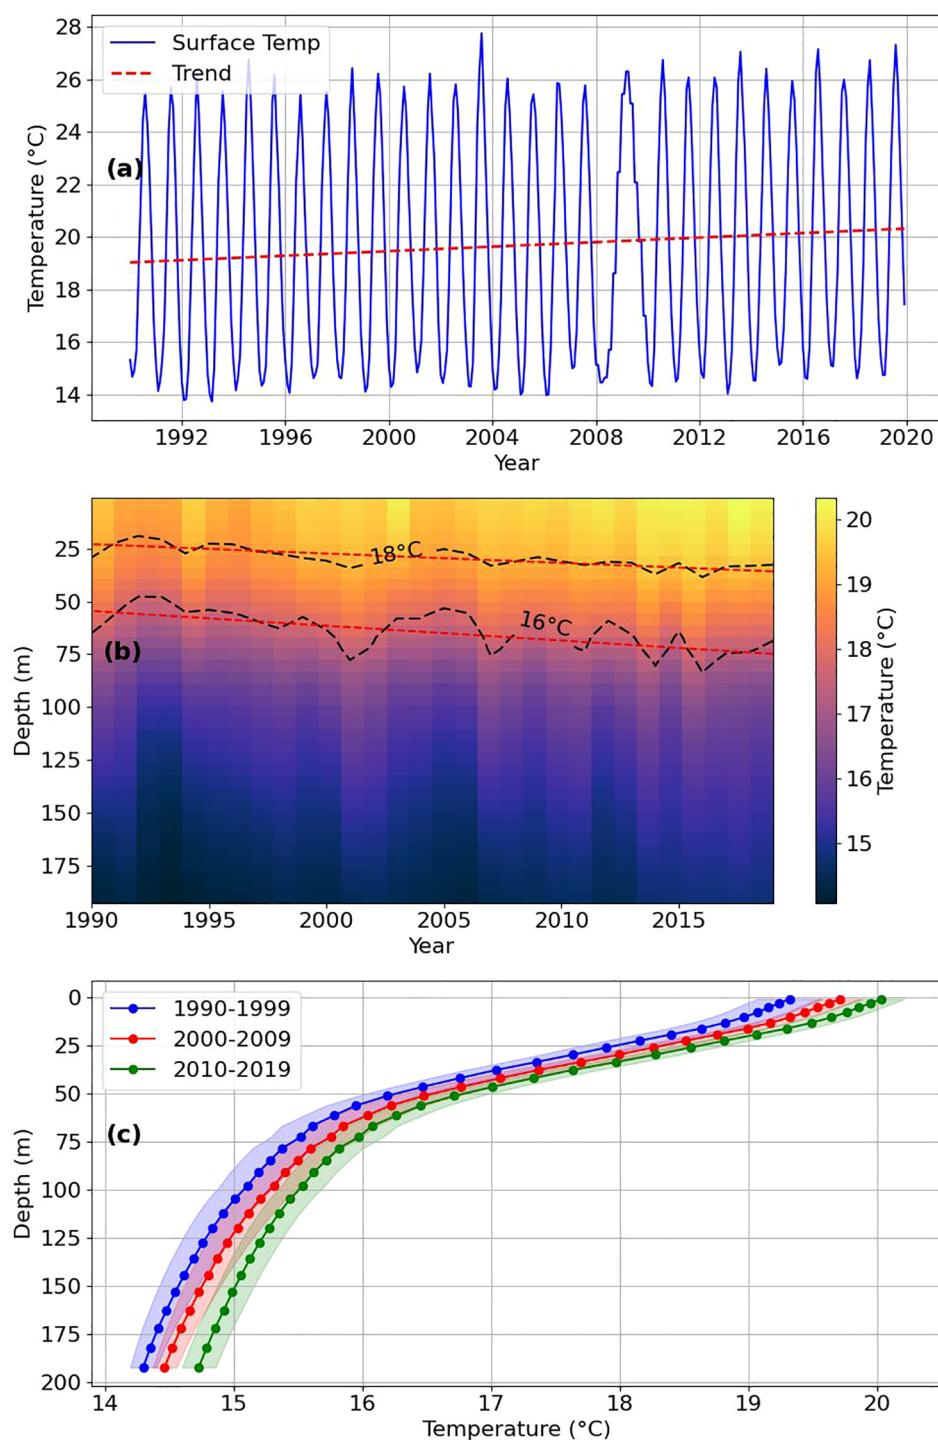 28
Surface Temp
26
Trend
24
(a)
22
20
18
16
14
Temperature (°C)
1992 1996 2000 2004 2008 2012 2016 2020
Year
25
18°C
50
16°C
75
(b)
100
125
150
175
Depth (m)
1990 1995 2000 2005 2010 2015
Year
20
19
18
17
16
15
Temperature (°C)
0
1990-1999
2000-2009
25
2010-2019
50
75
(c)
100
125
150
175
200
Depth (m)
14 15 16 17 18 19 20
Temperature (°C)